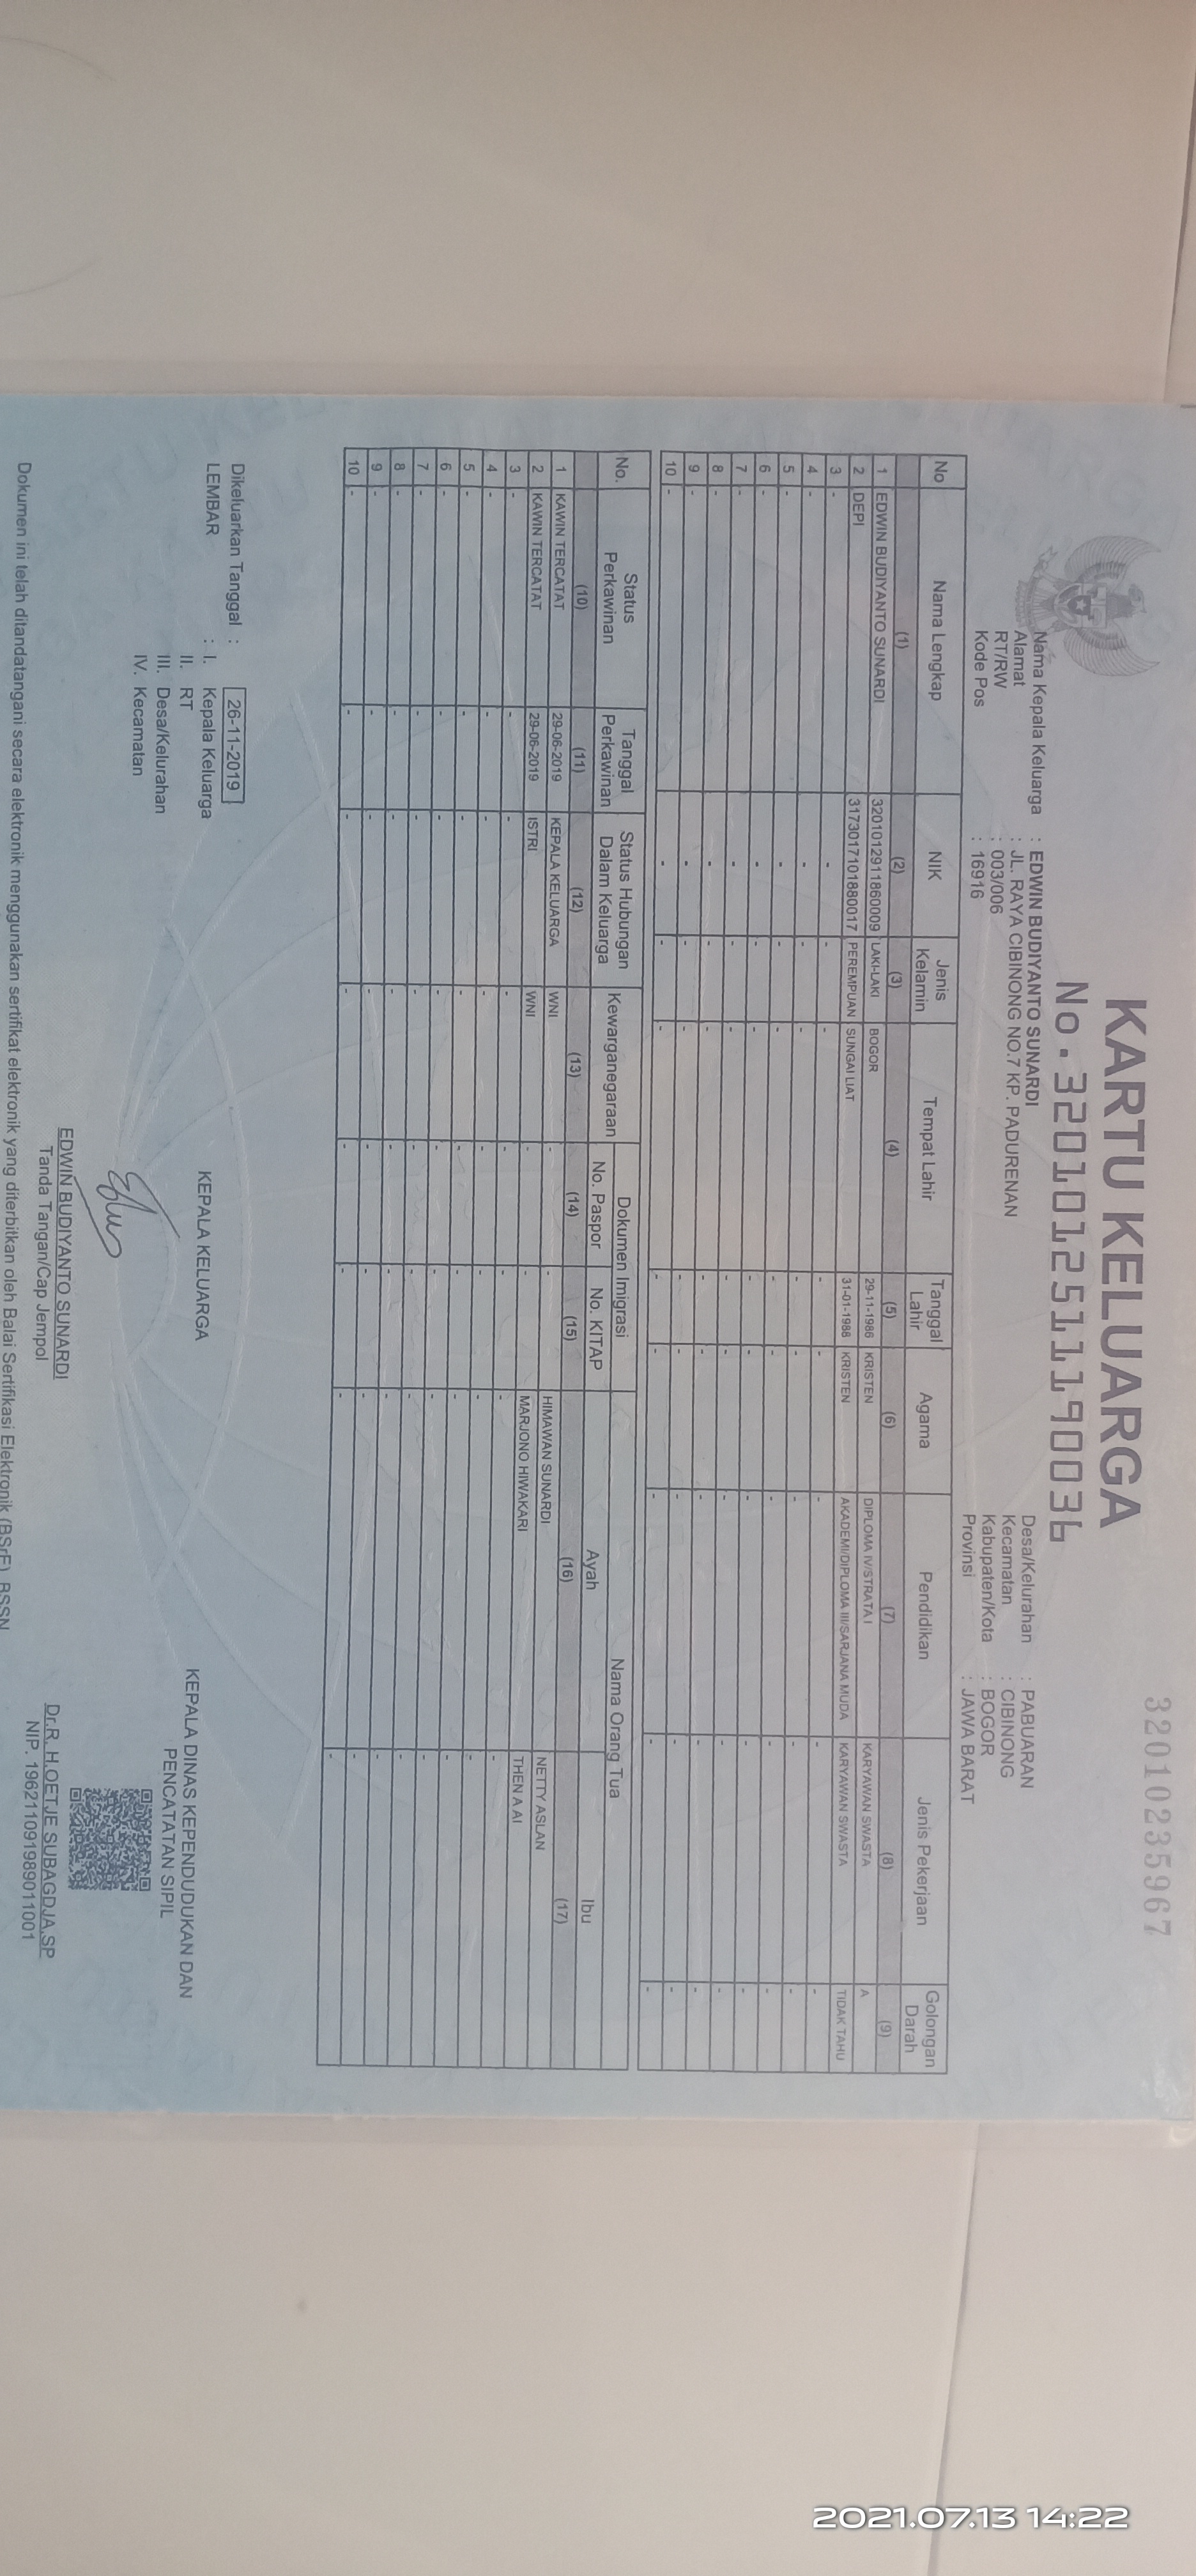 32010235967
KARTU KELUARGA
No.3201012511190036
Nama Kepala Keluarga : EDWIN BUDIYANTO SUNARDI
Alamat : JL. RAYA CIBINONG NO.7 KP. PADURENAN
RT/RW : 003/006
Kode Pos : 16916
Desa/Kelurahan : PABUARAN
Kecamatan : CIBINONG
Kabupaten/Kota : BOGOR
Provinsi : JAWA BARAT
No Nama Lengkap NIK Jenis Kelamin Tempat Lahir Tanggal Lahir Agama Pendidikan Jenis Pekerjaan Golongan Darah
(1) (2) (3) (4) (5) (6) (7) (8) (9)
1 EDWIN BUDIYANTO SUNARDI 3201012911860009 LAKI-LAKI BOGOR 29-11-1986 KRISTEN DIPLOMA IV/STRATA I KARYAWAN SWASTA A
2 DEPI 3173017101880017 PEREMPUAN SUNGAI LIAT 31-01-1988 KRISTEN AKADEMI/DIPLOMA III/SARJANA MUDA KARYAWAN SWASTA TIDAK TAHU
3 - - - - - - - - -
4 - - - - - - - - -
5 - - - - - - - - -
6 - - - - - - - - -
7 - - - - - - - - -
8 - - - - - - - - -
9 - - - - - - - - -
10 - - - - - - - - -
No. Status Perkawinan Tanggal Perkawinan Status Hubungan Dalam Keluarga Kewarganegaraan Dokumen Imigrasi Nama Orang Tua
No. Paspor No. KITAP Ayah Ibu
(10) (11) (12) (13) (14) (15) (16) (17)
1 KAWIN TERCATAT 29-06-2019 KEPALA KELUARGA WNI - - HIMAWAN SUNARDI NETTY ASLAN
2 KAWIN TERCATAT 29-06-2019 ISTRI WNI - - MARJONO HIWAKARI THEN A AI
3 - - - - - - - -
4 - - - - - - - -
5 - - - - - - - -
6 - - - - - - - -
7 - - - - - - - -
8 - - - - - - - -
9 - - - - - - - -
10 - - - - - - - -
Dikeluarkan Tanggal : 26-11-2019
LEMBAR : I. Kepala Keluarga
II. RT
III. Desa/Kelurahan
IV. Kecamatan
KEPALA KELUARGA
EDWIN BUDIYANTO SUNARDI
Tanda Tangan/Cap Jempol
KEPALA DINAS KEPENDUDUKAN DAN
PENCATATAN SIPIL
Dr.R. H.OETJE SUBAGDJA,SP
NIP. 196211091989011001
Dokumen ini telah ditandatangani secara elektronik menggunakan sertifikat elektronik yang diterbitkan oleh Balai Sertifikasi Elektronik (BSrE), BSSN
2021.07.13 14:22